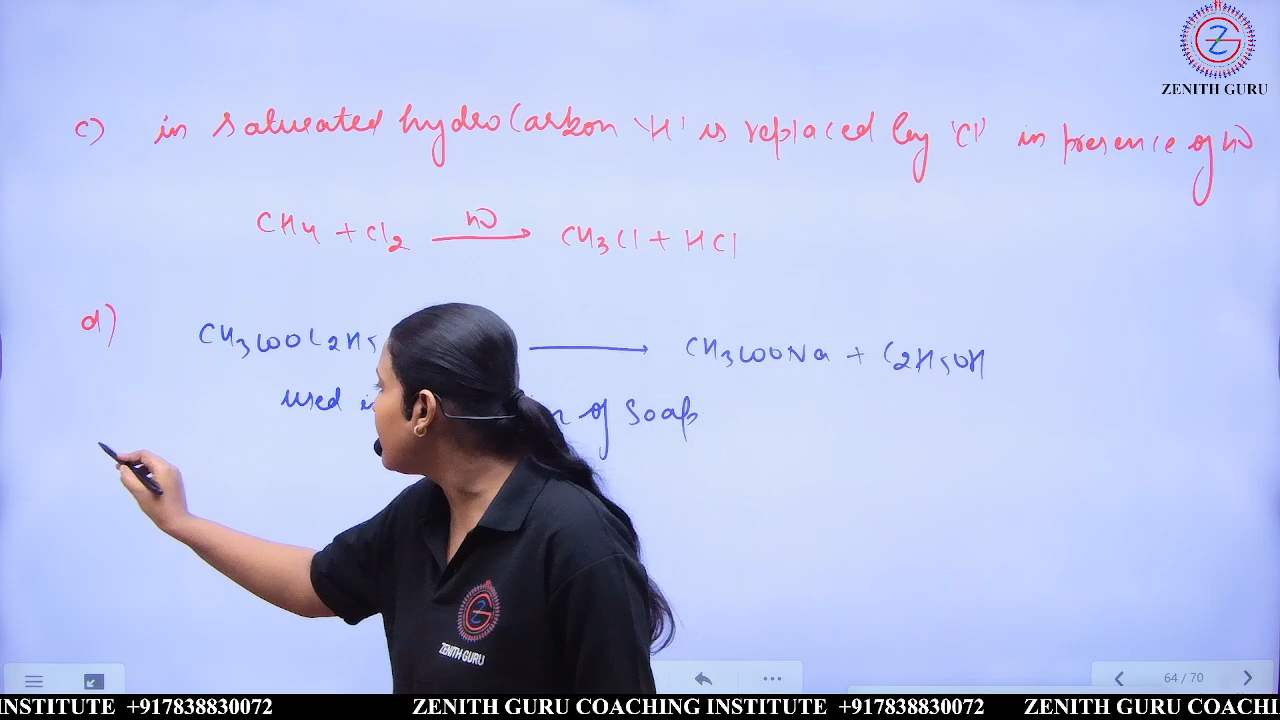 ZENITH GURU
c) in saturated hydrocarbon 'H' is replaced by 'Cl' in presence of hν
CH4 + Cl2 hν CH3Cl + HCl
d) CH3COOC2H5 CH3COONa + C2H5OH
used of Soap
ZENITH GURU
64 / 70
INSTITUTE +917838830072 ZENITH GURU COACHING INSTITUTE +917838830072 ZENITH GURU COACHI